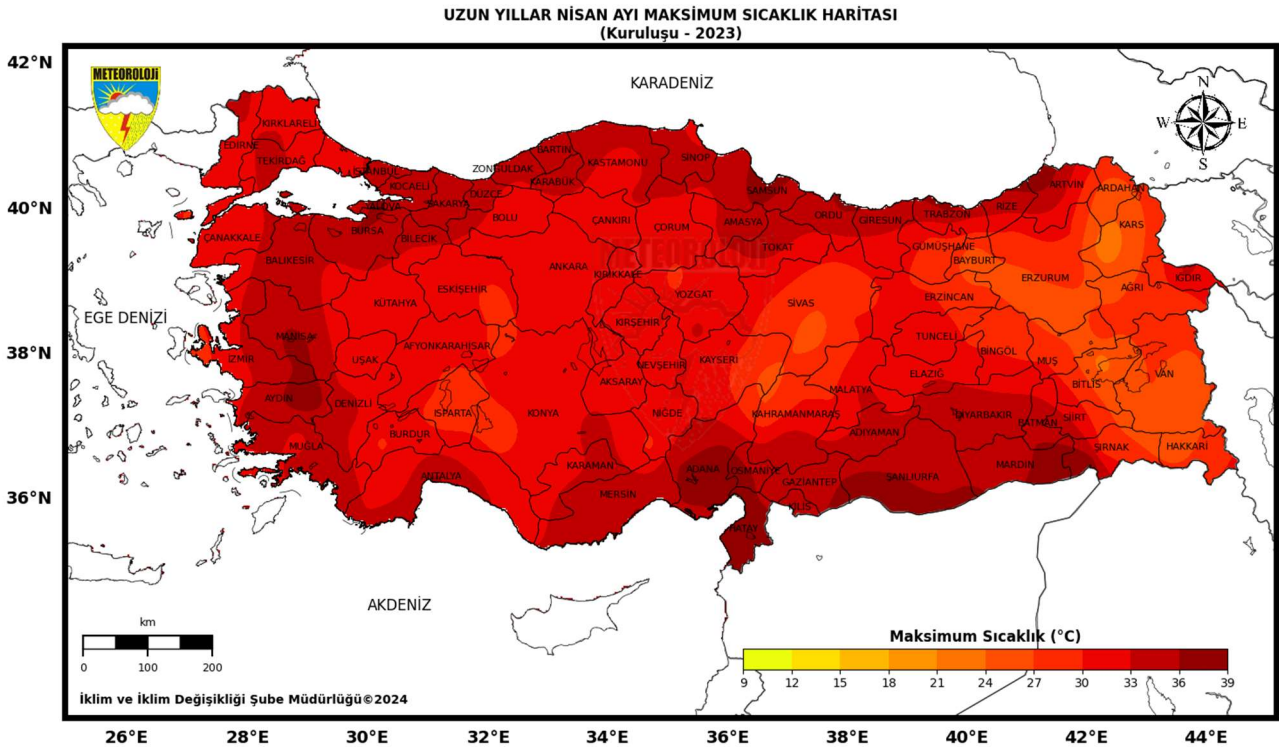 UZUN YILLAR NİSAN AYI MAKSİMUM SICAKLIK HARİTASI
(Kuruluşu - 2023)
42°N
40°N
38°N
36°N
METEOROLOJİ
KARADENİZ
N
W
E
S
EGE DENİZİ
AKDENİZ
KIRKLARELİ
EDİRNE
TEKİRDAĞ
İSTANBUL
KOCAELİ
YALOVA
SAKARYA
DÜZCE
ZONGULDAK
BARTIN
KARABÜK
KASTAMONU
SİNOP
SAMSUN
ORDU
GİRESUN
TRABZON
RİZE
ARTVİN
ARDAHAN
KARS
ÇANAKKALE
BALIKESİR
BURSA
BİLECİK
BOLU
ÇANKIRI
ÇORUM
AMASYA
TOKAT
GÜMÜŞHANE
BAYBURT
ERZURUM
AĞRI
IĞDIR
ESKİŞEHİR
KÜTAHYA
ANKARA
KIRIKKALE
METEOROLOJİ
YOZGAT
SİVAS
ERZİNCAN
TUNCELİ
BİNGÖL
MUŞ
BİTLİS
VAN
MANİSA
İZMİR
UŞAK
AFYONKARAHİSAR
KIRŞEHİR
NEVŞEHİR
KAYSERİ
AKSARAY
MALATYA
ELAZIĞ
AYDIN
DENİZLİ
ISPARTA
KONYA
NİĞDE
KAHRAMANMARAŞ
ADIYAMAN
DİYARBAKIR
BATMAN
SİİRT
ŞIRNAK
HAKKARİ
MUĞLA
BURDUR
ANTALYA
KARAMAN
MERSİN
ADANA
OSMANİYE
GAZİANTEP
KİLİS
ŞANLIURFA
MARDİN
HATAY
km
0 100 200
Maksimum Sıcaklık (°C)
9 12 15 18 21 24 27 30 33 36 39
İklim ve İklim Değişikliği Şube Müdürlüğü©2024
26°E 28°E 30°E 32°E 34°E 36°E 38°E 40°E 42°E 44°E